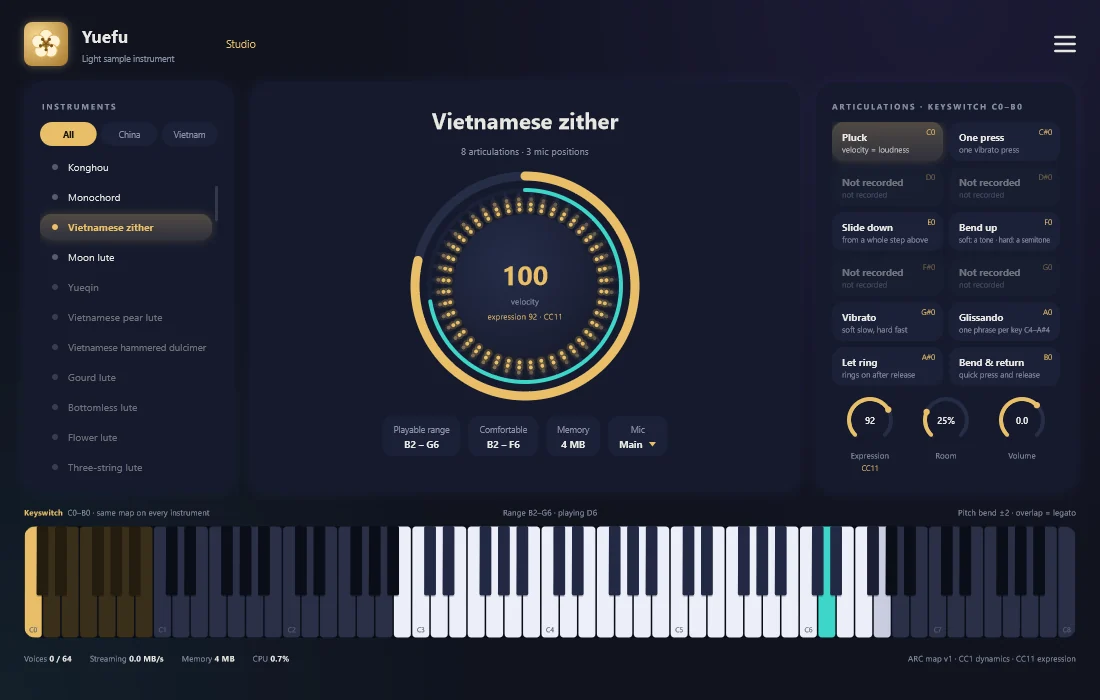 Yuefu
Light sample instrument
Studio
INSTRUMENTS
All
China
Vietnam
Konghou
Monochord
Vietnamese zither
Moon lute
Yueqin
Vietnamese pear lute
Vietnamese hammered dulcimer
Gourd lute
Bottomless lute
Flower lute
Three-string lute
Vietnamese zither
8 articulations · 3 mic positions
100
velocity
expression 92 · CC11
Playable range
B2 – G6
Comfortable
B2 – F6
Memory
4 MB
Mic
Main
ARTICULATIONS · KEYSWITCH C0–B0
Pluck C0
velocity = loudness
One press C#0
one vibrato press
Not recorded D0
not recorded
Not recorded D#0
not recorded
Slide down E0
from a whole step above
Bend up F0
soft: a tone · hard: a semitone
Not recorded F#0
not recorded
Not recorded G0
not recorded
Vibrato G#0
soft slow, hard fast
Glissando A0
one phrase per key C4–A#4
Let ring A#0
rings on after release
Bend & return B0
quick press and release
92
Expression
CC11
25%
Room
0.0
Volume
Keyswitch C0–B0 · same map on every instrument
Range B2–G6 · playing D6
Pitch bend ±2 · overlap = legato
C0 C1 C2 C3 C4 C5 C6 C7 C8
Voices 0 / 64 Streaming 0.0 MB/s Memory 4 MB CPU 0.7%
ARC map v1 · CC1 dynamics · CC11 expression